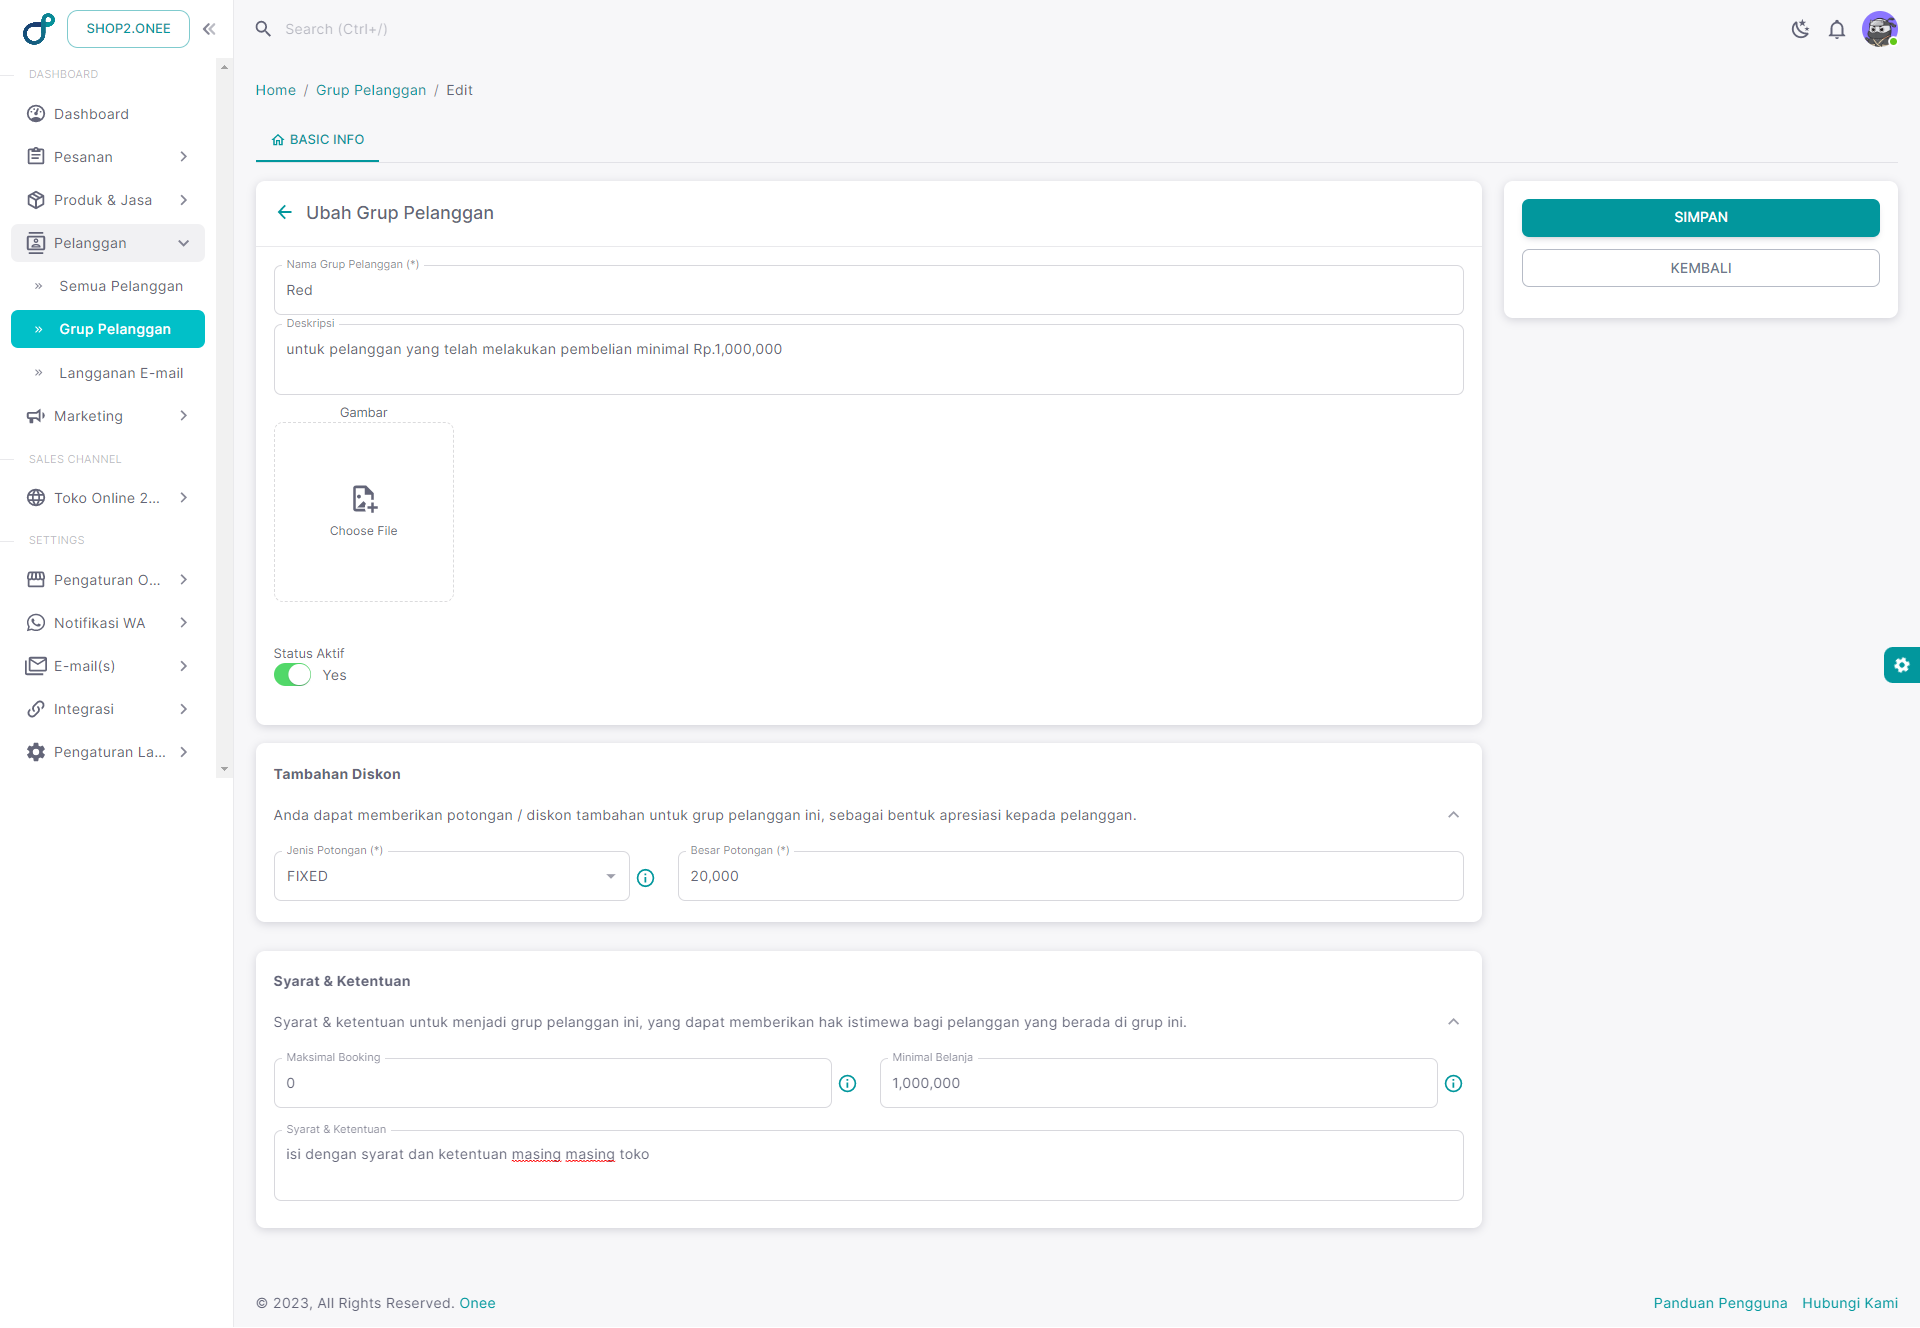 SHOP2.ONEE
Search (Ctrl+/)
DASHBOARD
Dashboard
Pesanan
Produk & Jasa
Pelanggan
» Semua Pelanggan
» Grup Pelanggan
» Langganan E-mail
Marketing
SALES CHANNEL
Toko Online 2...
SETTINGS
Pengaturan O...
Notifikasi WA
E-mail(s)
Integrasi
Pengaturan La...
Home / Grup Pelanggan / Edit
BASIC INFO
Ubah Grup Pelanggan
Nama Grup Pelanggan (*)
Red
Deskripsi
untuk pelanggan yang telah melakukan pembelian minimal Rp.1,000,000
Gambar
Choose File
Status Aktif
Yes
SIMPAN
KEMBALI
Tambahan Diskon
Anda dapat memberikan potongan / diskon tambahan untuk grup pelanggan ini, sebagai bentuk apresiasi kepada pelanggan.
Jenis Potongan (*)
FIXED
Besar Potongan (*)
20,000
Syarat & Ketentuan
Syarat & ketentuan untuk menjadi grup pelanggan ini, yang dapat memberikan hak istimewa bagi pelanggan yang berada di grup ini.
Maksimal Booking
0
Minimal Belanja
1,000,000
Syarat & Ketentuan
isi dengan syarat dan ketentuan masing masing toko
© 2023, All Rights Reserved. Onee
Panduan Pengguna Hubungi Kami